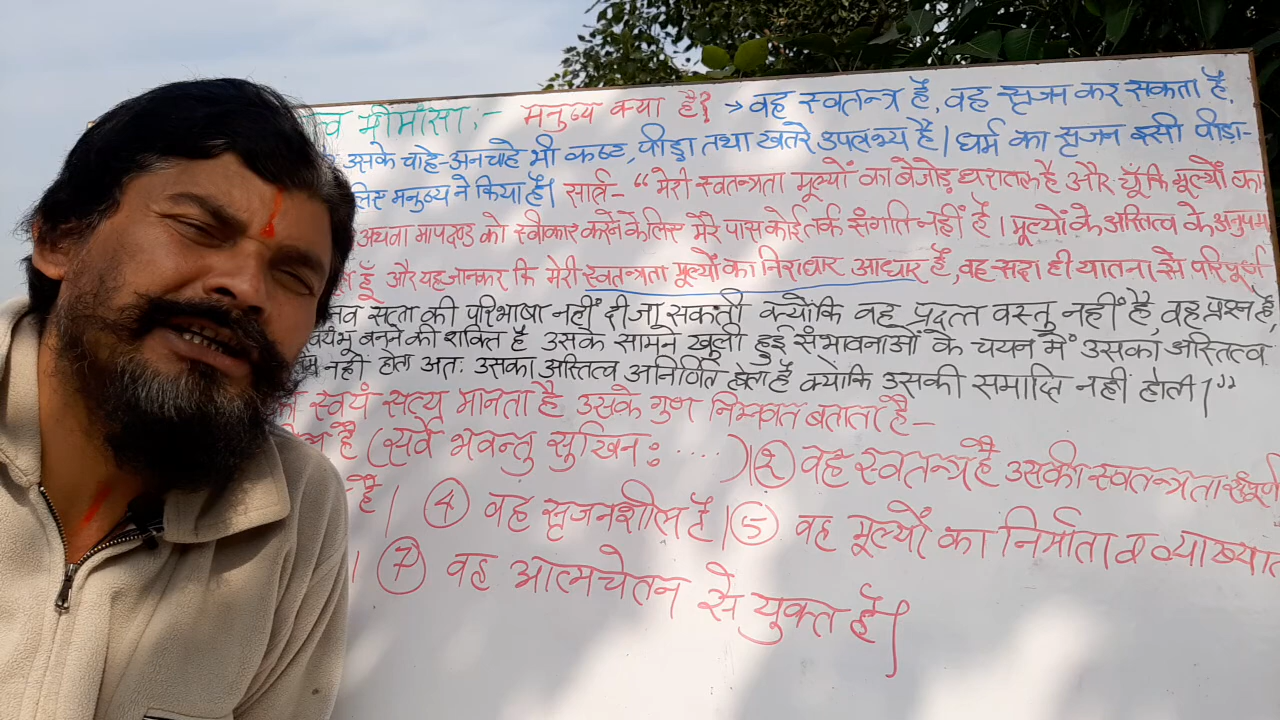 मीमांसा :- मनुष्य क्या है? → वह स्वतन्त्र है, वह सृजन कर सकता है,
उसके चाहे-अनचाहे भी कष्ट, पीड़ा तथा खतरे उपलभ्य है। धर्म का सृजन इसी पीड़ा-
लिए मनुष्य ने किया है। सार्त्र- “मेरी स्वतन्त्रता मूल्यों का बेजोड़ धरातल है और चूँकि मूल्यों का
अथवा मापदण्ड को स्वीकार करने के लिए मेरे पास कोई तर्क संगति नहीं है। मूल्यों के अस्तित्व के अनुपम
हूँ और यह जानकर कि मेरी स्वतन्त्रता मूल्यों का निराधार आधार है, वह सदा ही यातना से परिपूर्ण
सत्ता की परिभाषा नहीं दी जा सकती क्योंकि वह प्रदत्त वस्तु नहीं है, वह प्रश्न है,
बनने की शक्ति है उसके सामने खुली हुई संभावनाओं के चयन में उसका अस्तित्व
नहीं होता अतः उसका अस्तित्व अनिर्वित होता है क्योकि उसकी समाप्ति नहीं होती।”
स्वयं सत्य मानता है उसके गुण निम्नवत बताता है-
है (सर्वे भवन्तु सुखिनः ....)। वह स्वतन्त्र है उसकी स्वतन्त्रता संपूर्ण
है। ④ वह सृजनशील है। ⑤ वह मूल्यों का निर्माता व
। ⑦ वह आत्मचेतन से युक्त है।